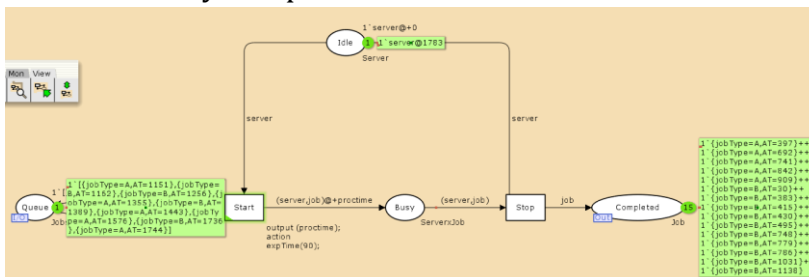 1`server@+0
Idle
1
1`server@1783
Server
Mon View
server
server
1`[{jobType=A,AT=1151},{jobType=
B,AT=1162},{jobType=B,AT=1256},{j
obType=A,AT=1355},{jobType=B,AT=
1389},{jobType=A,AT=1443},{jobTy
pe=A,AT=1576},{jobType=B,AT=1736
},{jobType=A,AT=1744}]
Queue
1
I/O
Start
(server,job)@+proctime
output (proctime);
action
expTime(90);
Busy
ServerxJob
(server,job)
Stop
job
Completed
15
Out
Job
1`{jobType=A,AT=397}++
1`{jobType=A,AT=692}++
1`{jobType=A,AT=741}++
1`{jobType=A,AT=842}++
1`{jobType=A,AT=909}++
1`{jobType=B,AT=30}++
1`{jobType=B,AT=383}++
1`{jobType=B,AT=415}++
1`{jobType=B,AT=430}++
1`{jobType=B,AT=495}++
1`{jobType=B,AT=748}++
1`{jobType=B,AT=779}++
1`{jobType=B,AT=786}++
1`{jobType=B,AT=1031}++
1`{jobType=B,AT=1138}